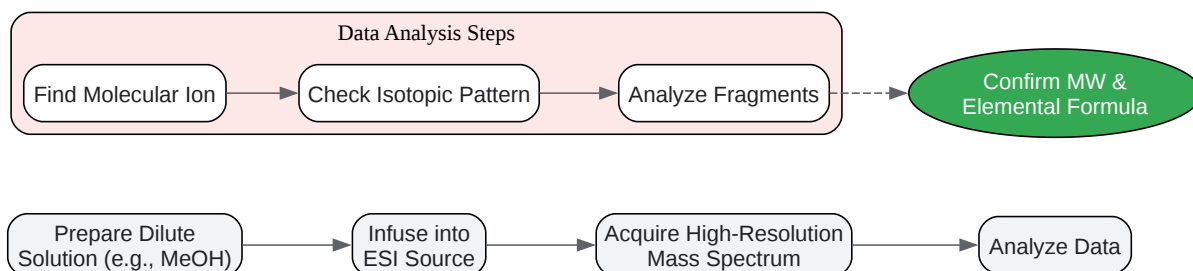 Data Analysis Steps
Find Molecular Ion
Check Isotopic Pattern
Analyze Fragments
Confirm MW &
Elemental Formula
Prepare Dilute
Solution (e.g., MeOH)
Infuse into
ESI Source
Acquire High-Resolution
Mass Spectrum
Analyze Data